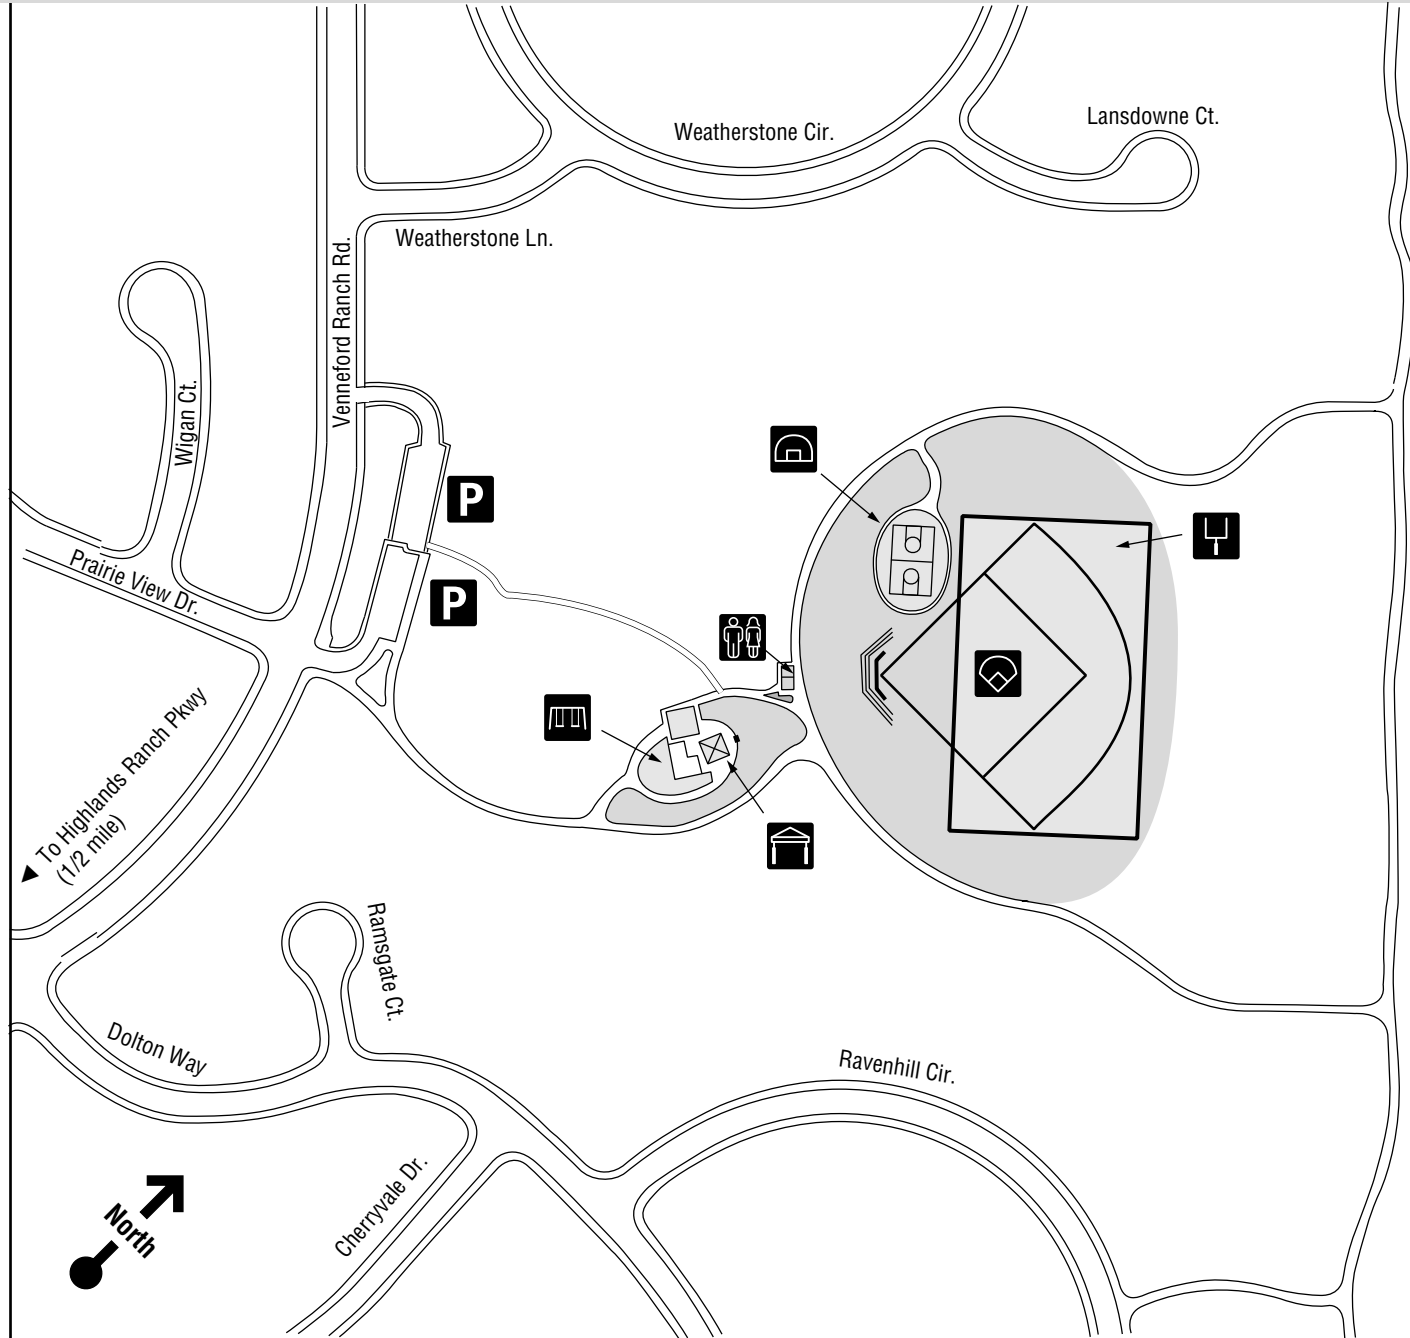 Weatherstone Cir.
Lansdowne Ct.
Weatherstone Ln.
Venneford Ranch Rd.
Wigan Ct.
P
Prairie View Dr.
P
To Highlands Ranch Pkwy
(1/2 mile)
Ramsgate Ct.
Dolton Way
Ravenhill Cir.
Cherryvale Dr.
North